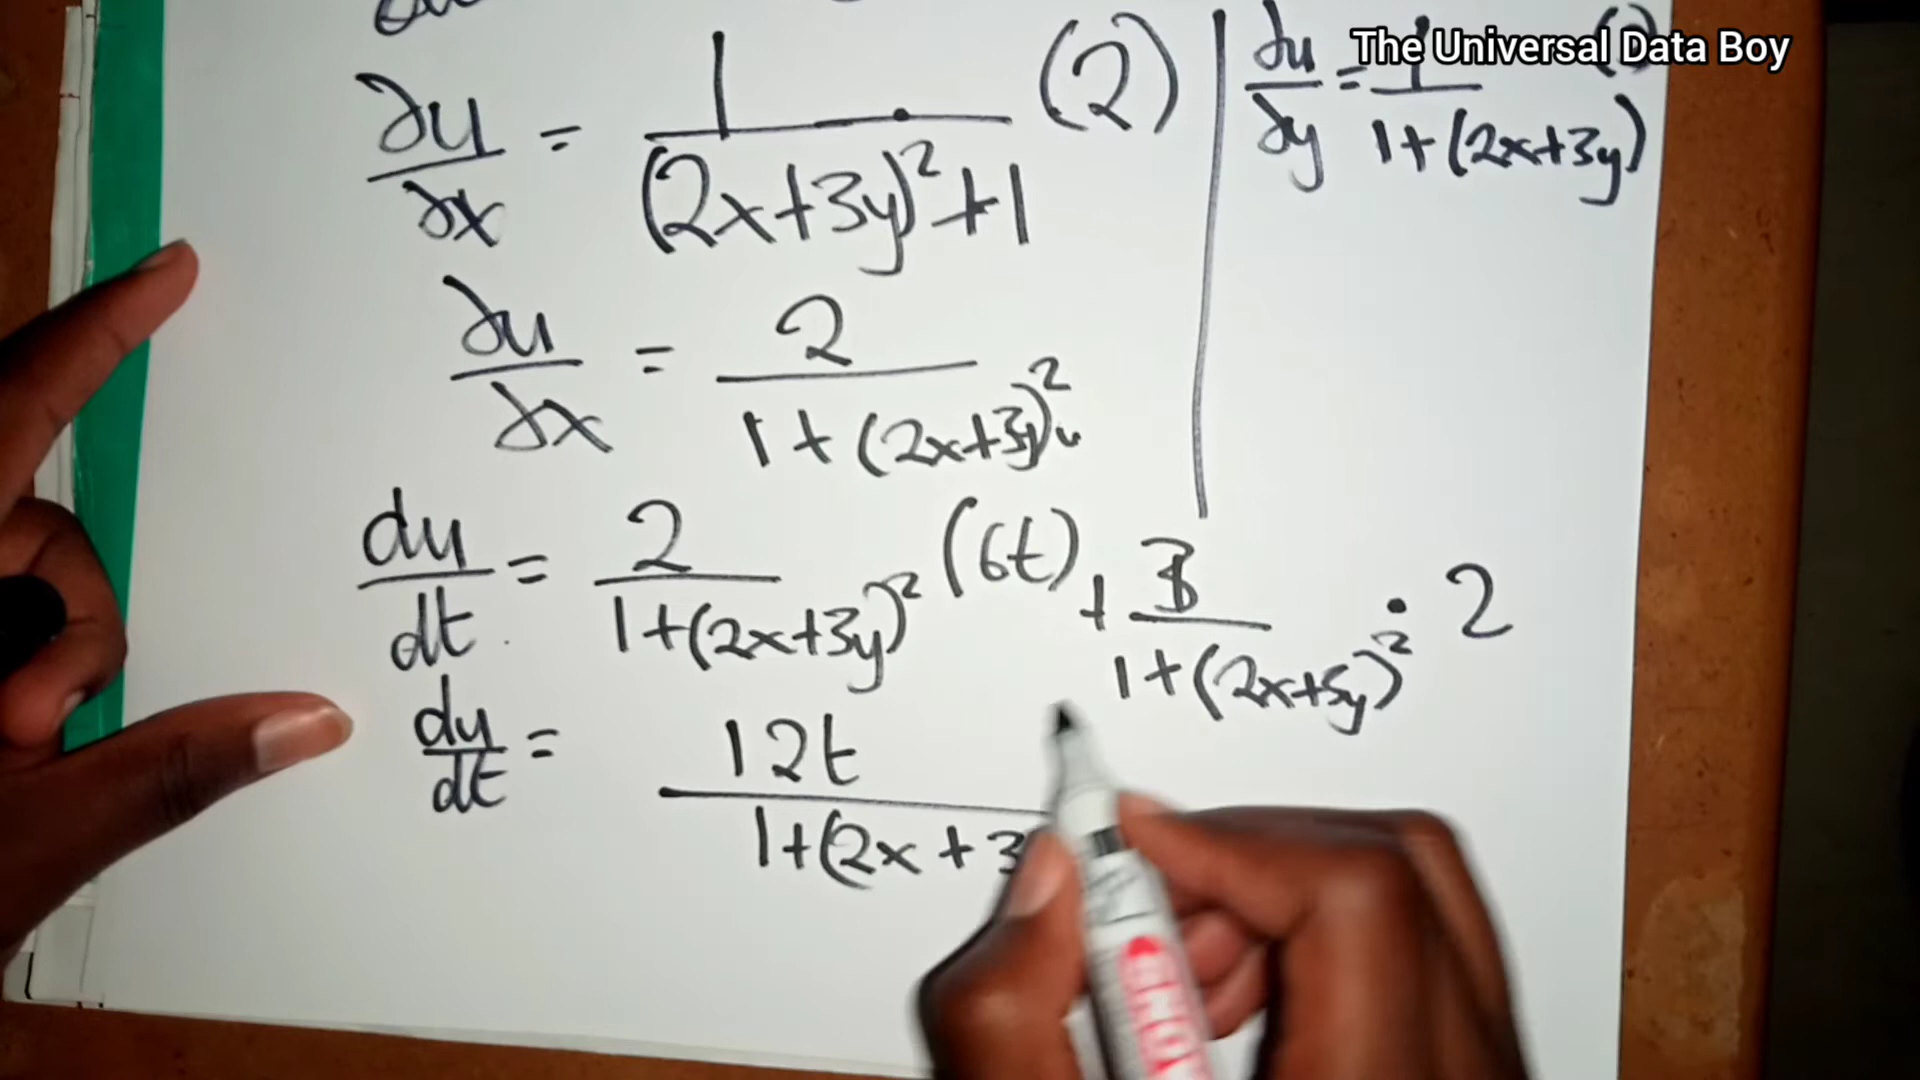 The Universal Data Boy
∂u/∂x = 1/((2x+3y)²+1) (2)
∂u/∂y = 1/(1+(2x+3y))
∂u/∂x = 2/(1+(2x+3y)²)
du/dt = 2/(1+(2x+3y)²) (6t) + 3/(1+(2x+3y)²) · 2
du/dt = 12t/(1+(2x+3